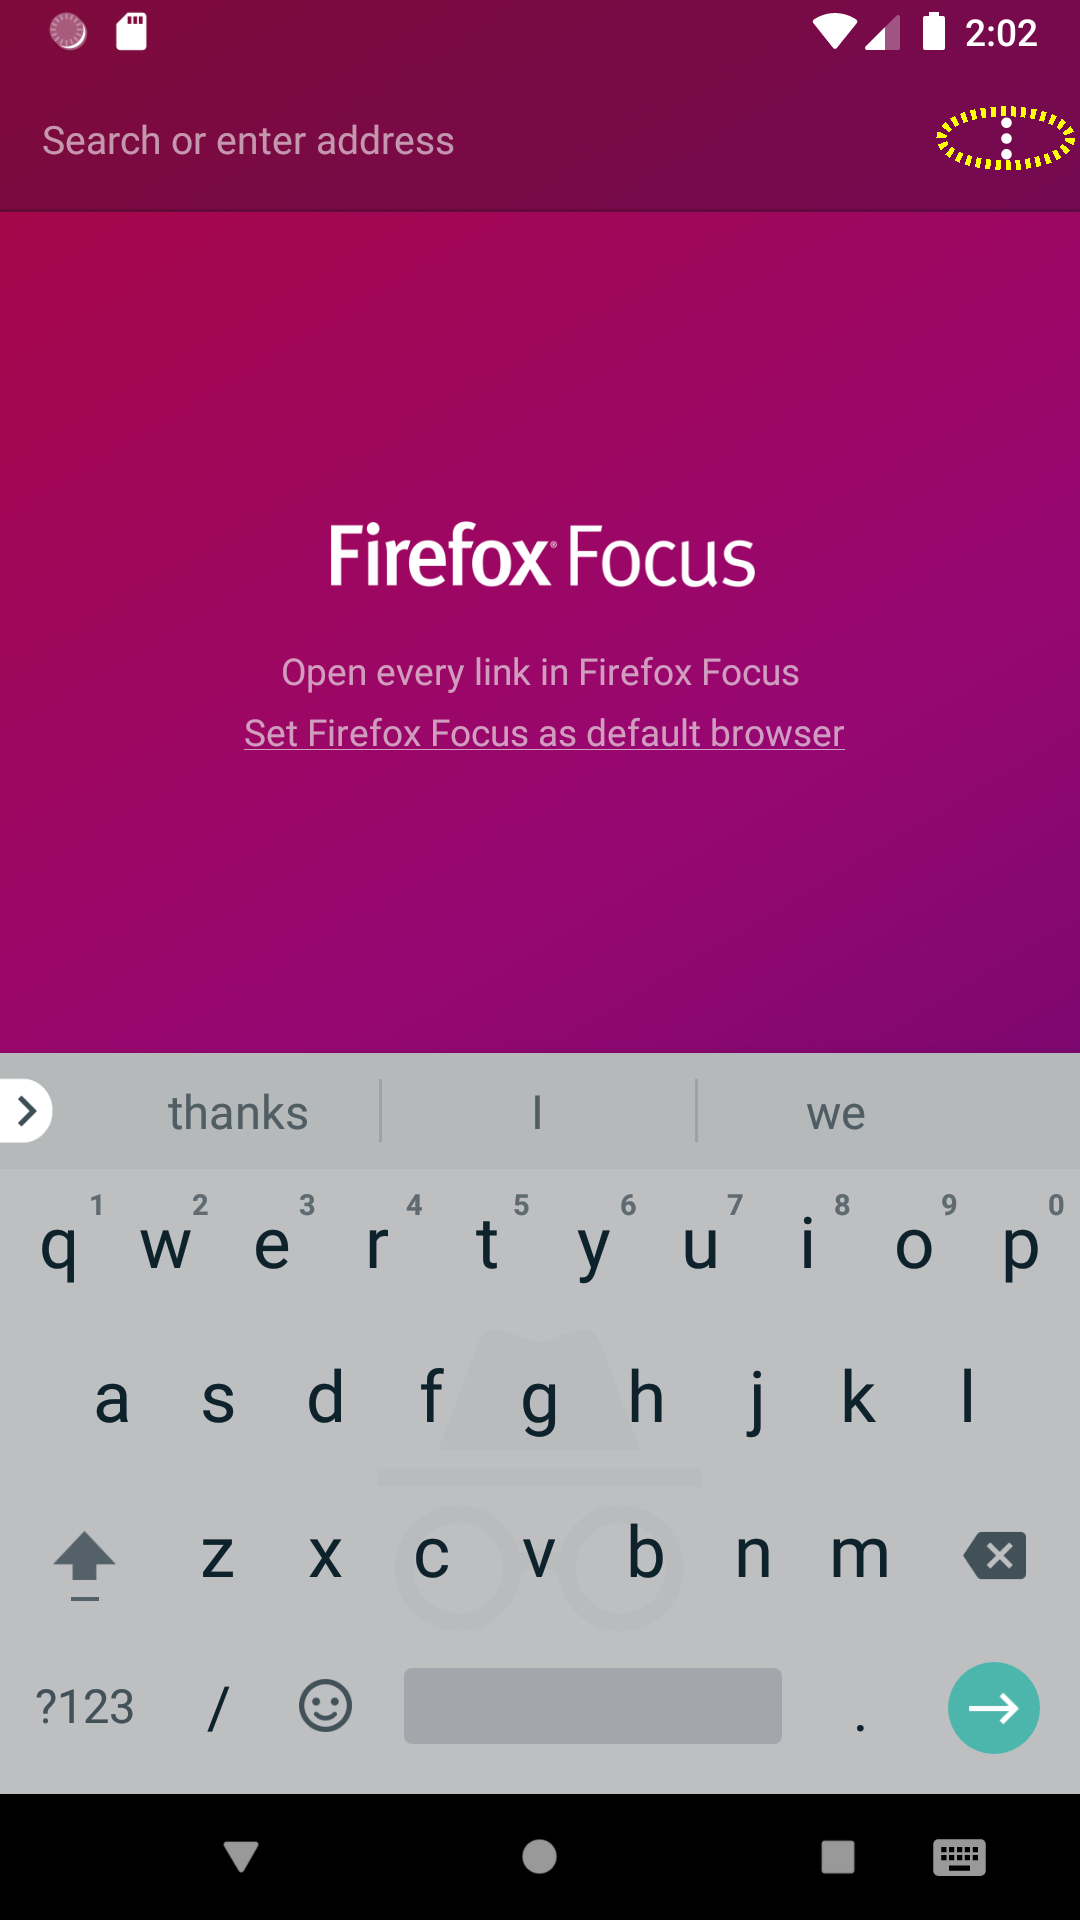 2:02
Search or enter address
Firefox Focus
Open every link in Firefox Focus
Set Firefox Focus as default browser
thanks I we
1 2 3 4 5 6 7 8 9 0
q w e r t y u i o p
a s d f g h j k l
z x c v b n m
?123 / .